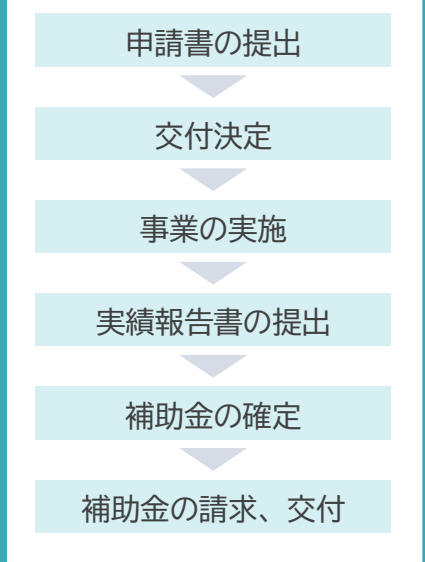 申請書の提出
交付決定
事業の実施
実績報告書の提出
補助金の確定
補助金の請求、交付